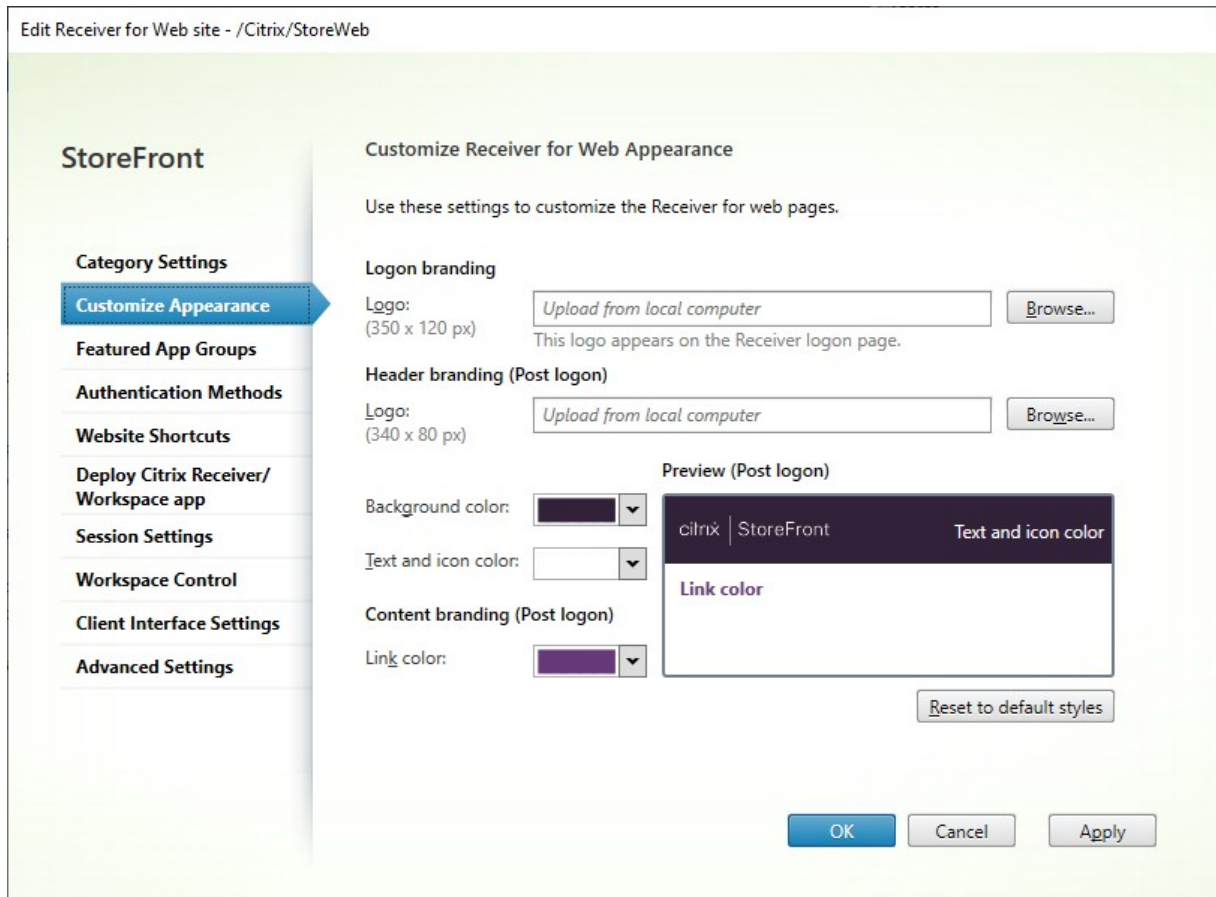 Edit Receiver for Web site - /Citrix/StoreWeb
StoreFront
Category Settings
Customize Appearance
Featured App Groups
Authentication Methods
Website Shortcuts
Deploy Citrix Receiver/
Workspace app
Session Settings
Workspace Control
Client Interface Settings
Advanced Settings
Customize Receiver for Web Appearance
Use these settings to customize the Receiver for web pages.
Logon branding
Logo:
(350 x 120 px)
Upload from local computer
Browse...
This logo appears on the Receiver logon page.
Header branding (Post logon)
Logo:
(340 x 80 px)
Upload from local computer
Browse...
Background color:
Text and icon color:
Preview (Post logon)
citrix | StoreFront
Text and icon color
Link color
Content branding (Post logon)
Link color:
Reset to default styles
OK
Cancel
Apply